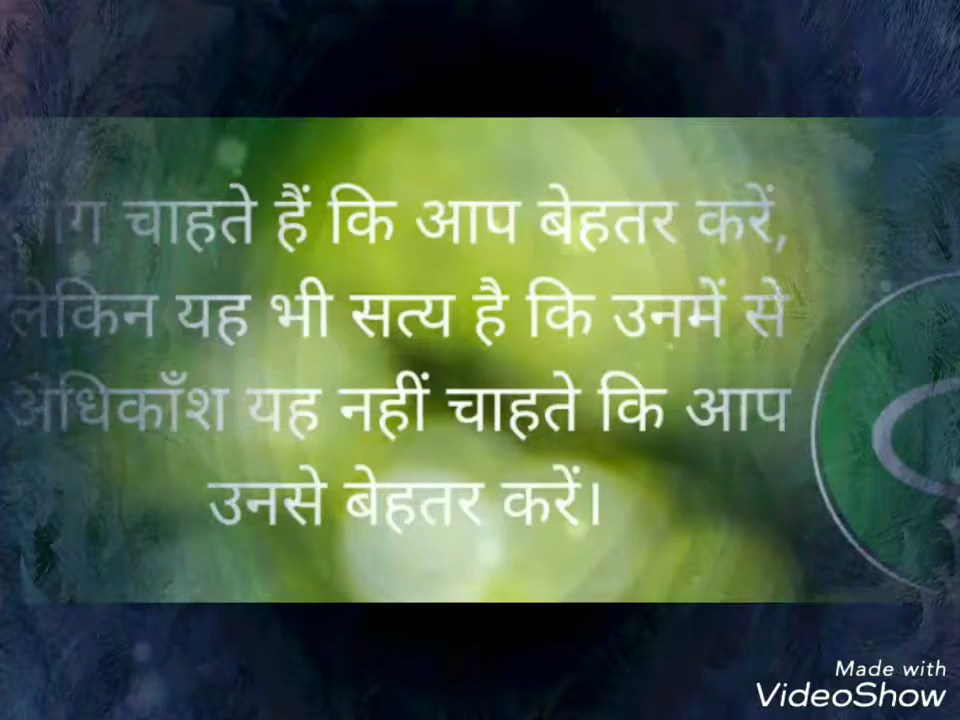 चाहते हैं कि आप बेहतर करें,
लेकिन यह भी सत्य है कि उनमें से
अधिकाँश यह नहीं चाहते कि आप
उनसे बेहतर करें।
Made with
VideoShow